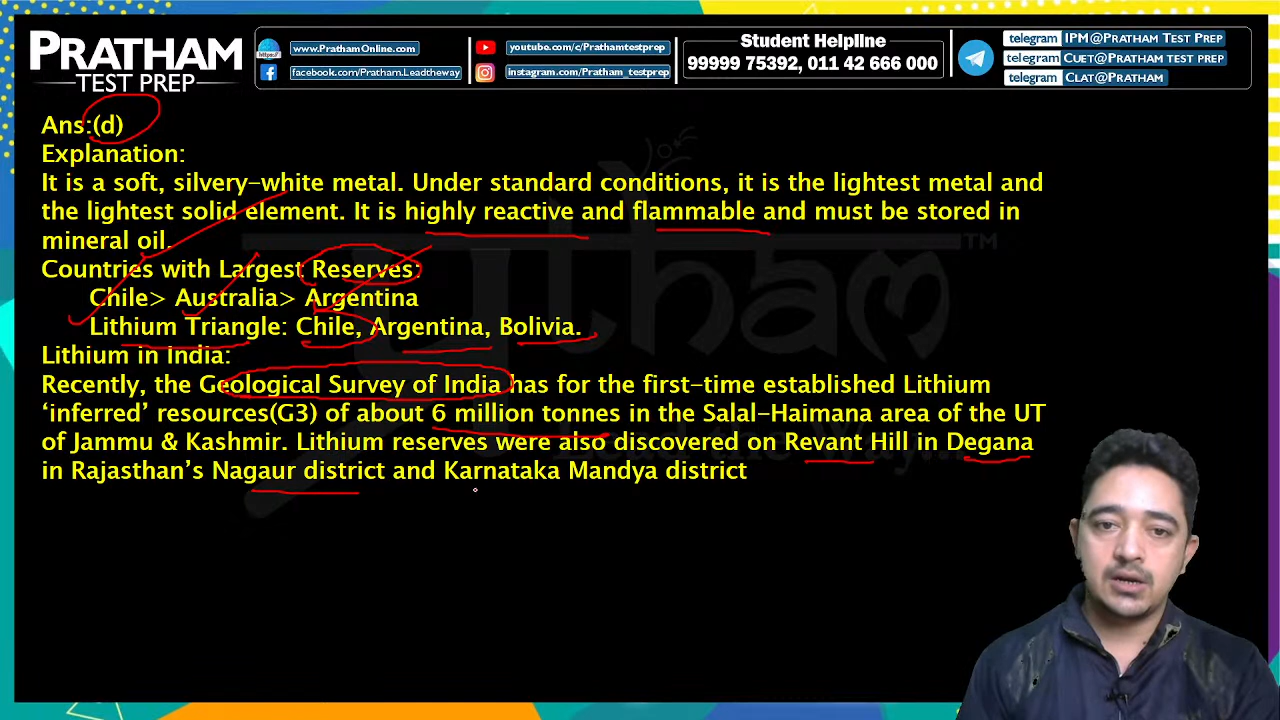 PRATHAM
TEST PREP
https://
www.PrathamOnline.com
facebook.com/Pratham.Leadtheway
youtube.com/c/Prathamtestprep
instagram.com/Pratham_testprep
Student Helpline
99999 75392, 011 42 666 000
telegram IPM@PRATHAM TEST PREP
telegram CUET@PRATHAM TEST PREP
telegram CLAT@PRATHAM
Ans:(d)
Explanation:
It is a soft, silvery-white metal. Under standard conditions, it is the lightest metal and
the lightest solid element. It is highly reactive and flammable and must be stored in
mineral oil.
Countries with Largest Reserves:
Chile> Australia> Argentina
Lithium Triangle: Chile, Argentina, Bolivia.
Lithium in India:
Recently, the Geological Survey of India has for the first-time established Lithium
‘inferred’ resources(G3) of about 6 million tonnes in the Salal-Haimana area of the UT
of Jammu & Kashmir. Lithium reserves were also discovered on Revant Hill in Degana
in Rajasthan’s Nagaur district and Karnataka Mandya district